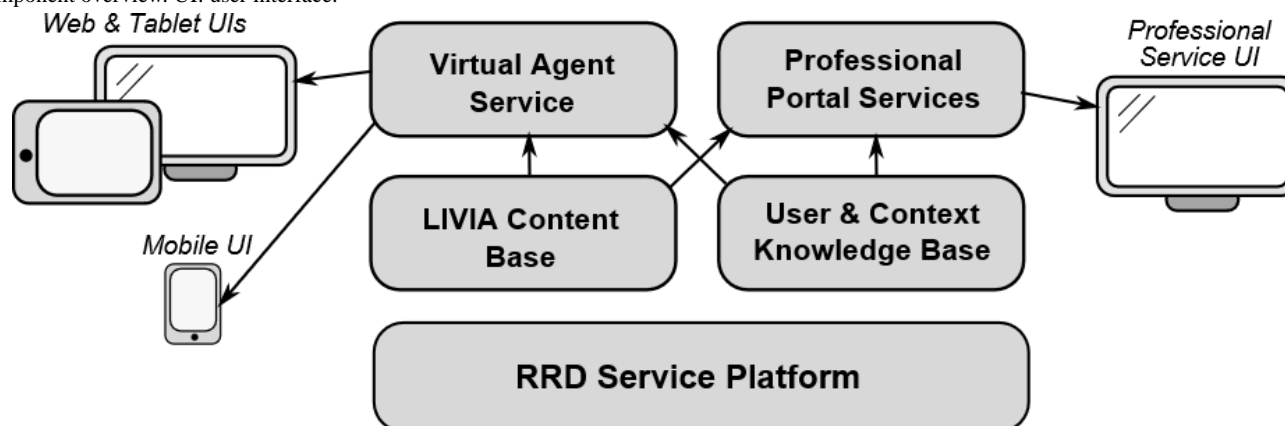 mponent overview. UI: user interface.
Web & Tablet UIs
Virtual Agent
Service
Professional
Portal Services
Professional
Service UI
LIVIA Content
Base
User & Context
Knowledge Base
Mobile UI
RRD Service Platform